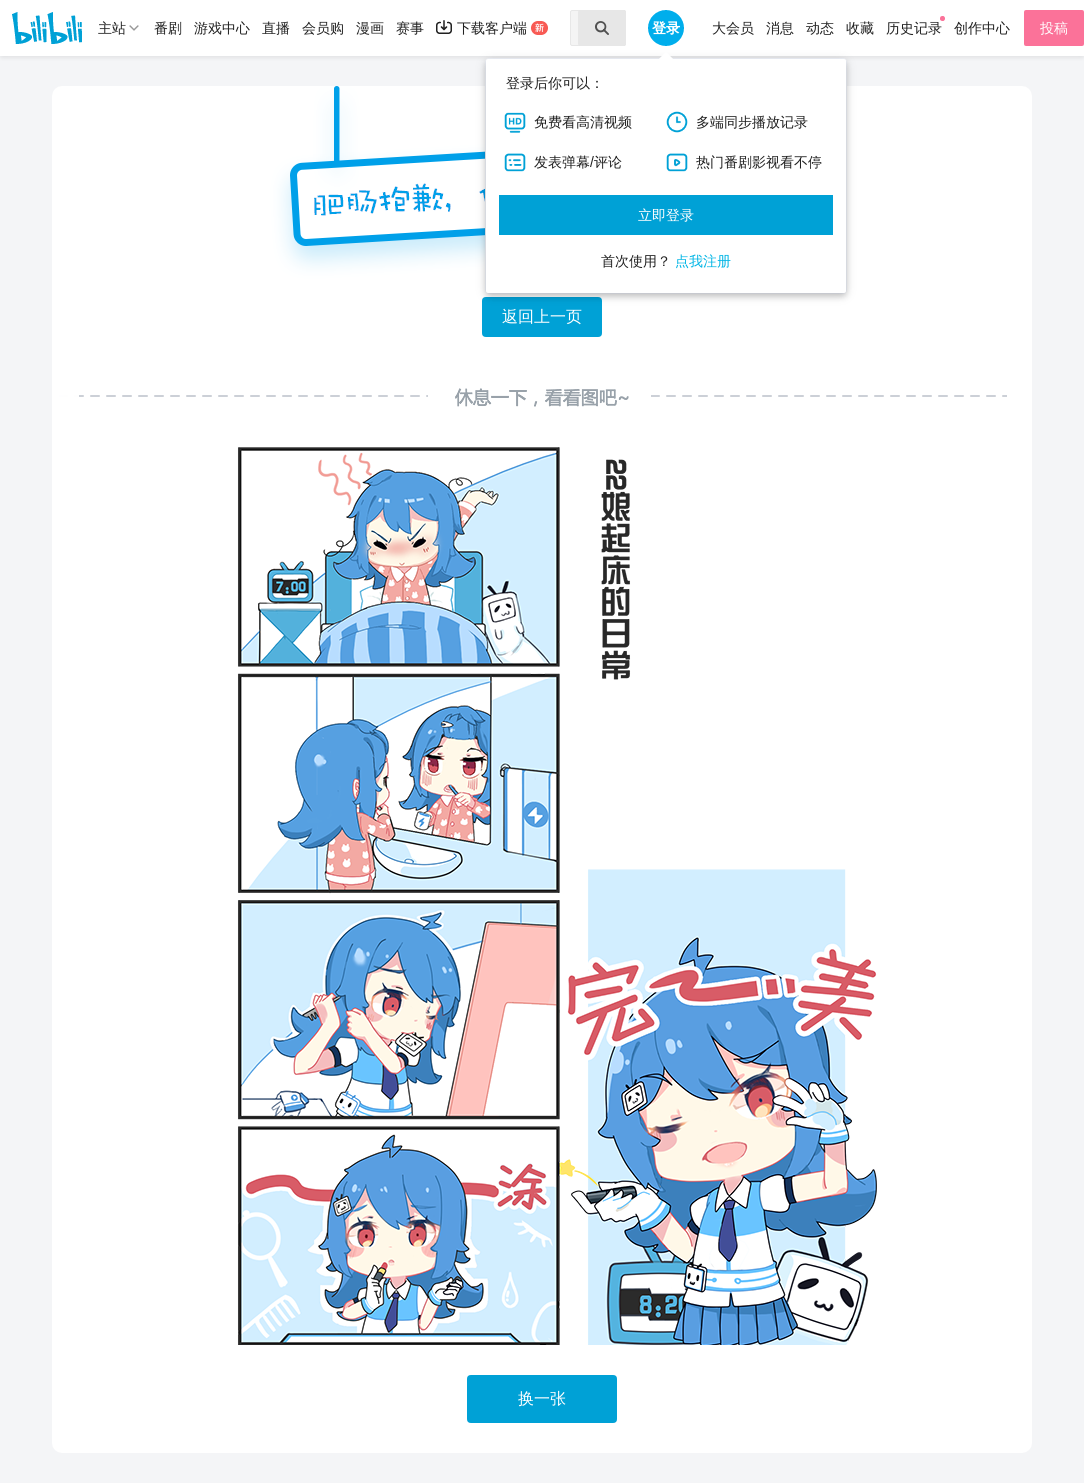 bilibili
主站 番剧 游戏中心 直播 会员购 漫画 赛事 下载客户端 新 登录 大会员 消息 动态 收藏 历史记录 创作中心 投稿
登录后你可以：
HD 免费看高清视频 多端同步播放记录
发表弹幕/评论 热门番剧影视看不停
立即登录
首次使用？ 点我注册
肥肠抱歉，
返回上一页
休息一下，看看图吧~
22娘起床的日常
7:00
完 美
涂
8:20
换一张